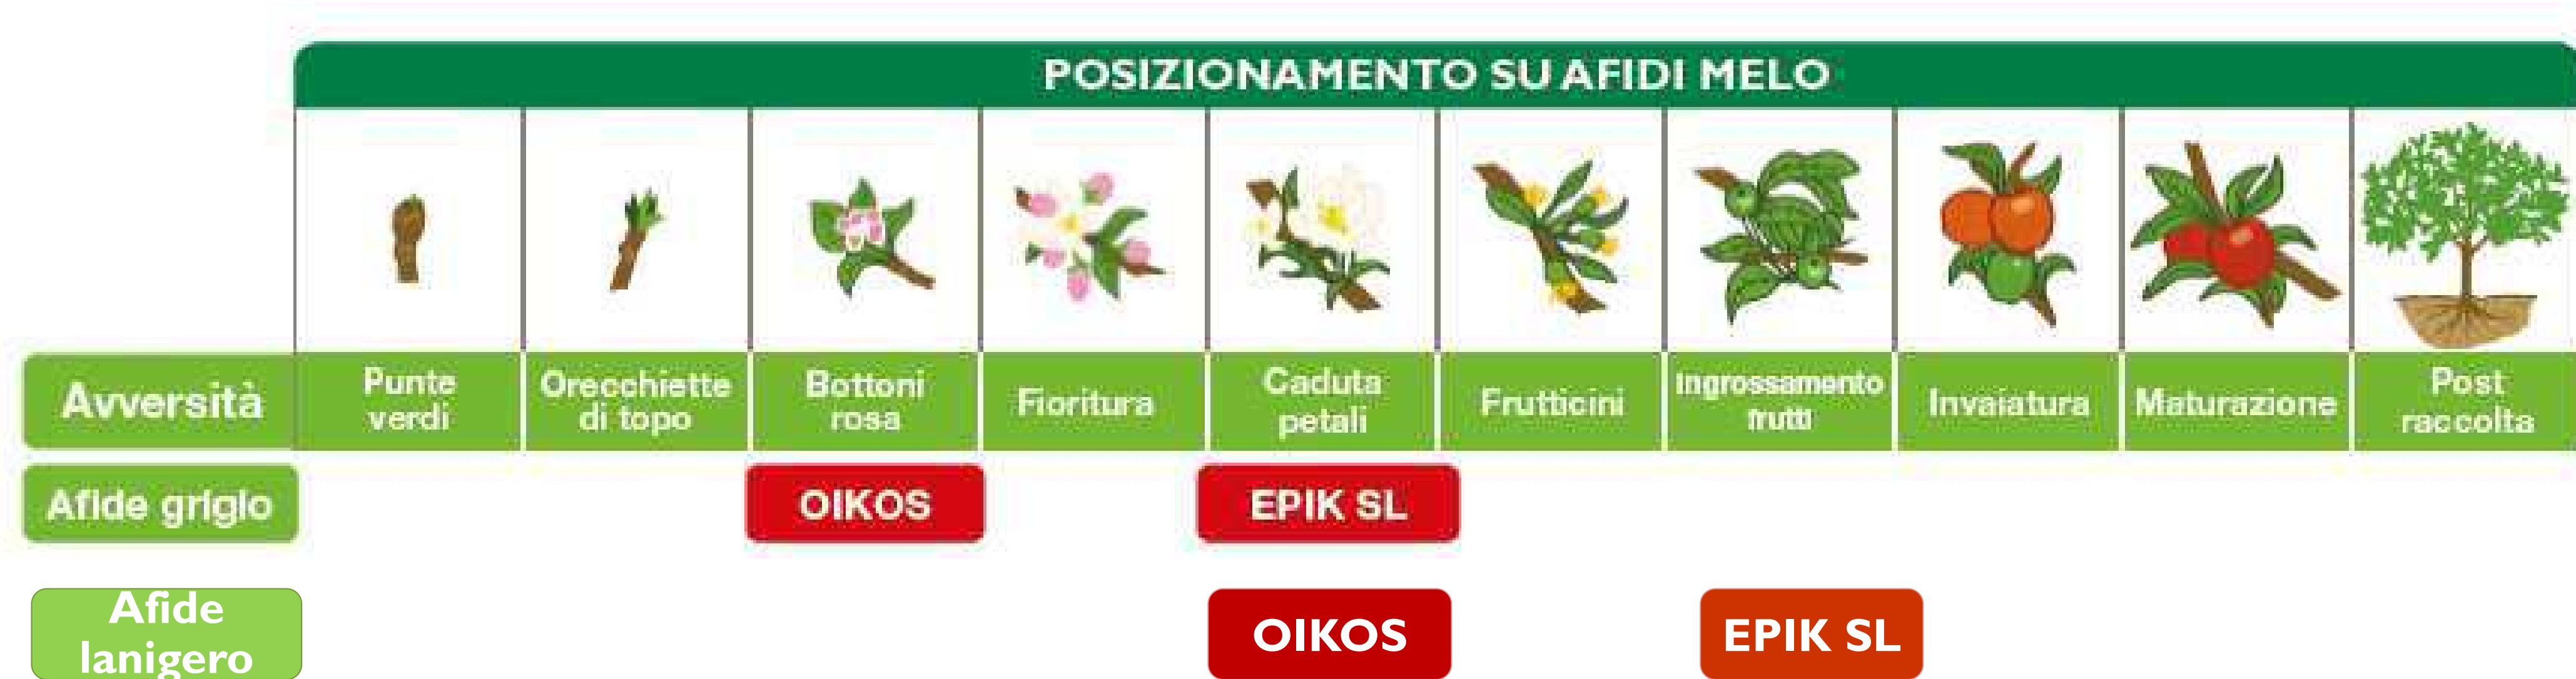 POSIZIONAMENTO SU AFIDI MELO
Avversità
Punte
verdi
Orecchiette
di topo
Bottoni
rosa
Fioritura
Caduta
petali
Frutticini
Ingrossamento
frutti
Invaiatura
Maturazione
Post
raccolta
Afide grigio
OIKOS
EPIK SL
Afide
lanigero
OIKOS
EPIK SL